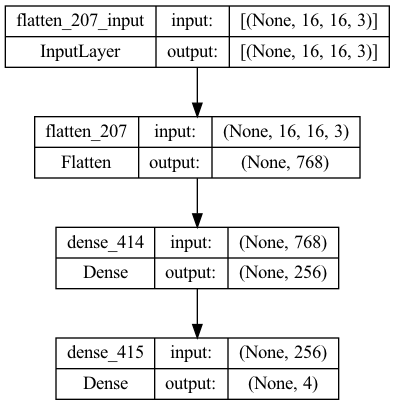 flatten_207_input input: [(None, 16, 16, 3)]
InputLayer output: [(None, 16, 16, 3)]
flatten_207 input: (None, 16, 16, 3)
Flatten output: (None, 768)
dense_414 input: (None, 768)
Dense output: (None, 256)
dense_415 input: (None, 256)
Dense output: (None, 4)